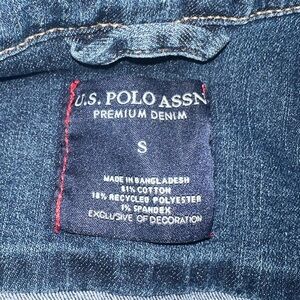 U.S. POLO ASSN
PREMIUM DENIM
S
MADE IN BANGLADESH
81% COTTON
18% RECYCLED POLYESTER
1% SPANDEX
EXCLUSIVE OF DECORATION